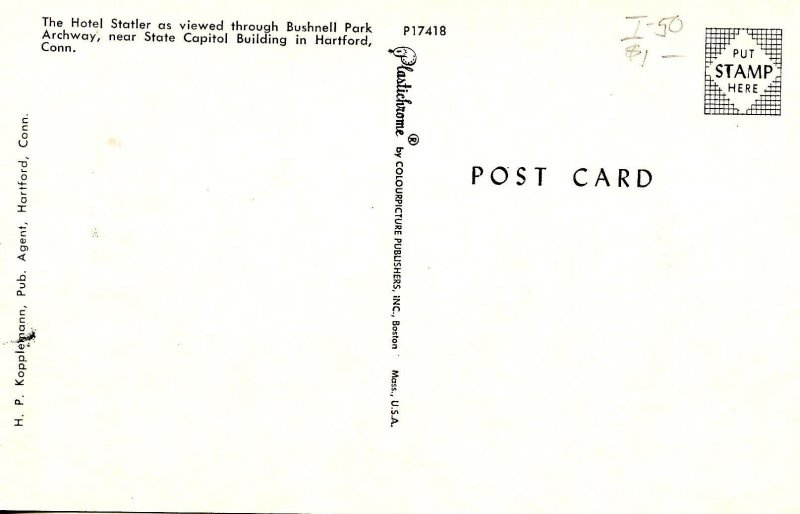 The Hotel Statler as viewed through Bushnell Park
Archway, near State Capitol Building in Hartford,
Conn.
H. P. Kopplemann, Pub. Agent, Hartford, Conn.
P17418
Plastichrome ® by COLOURPICTURE PUBLISHERS, INC., Boston Mass., U.S.A.
I-50
$1 —
PUT
STAMP
HERE
POST CARD